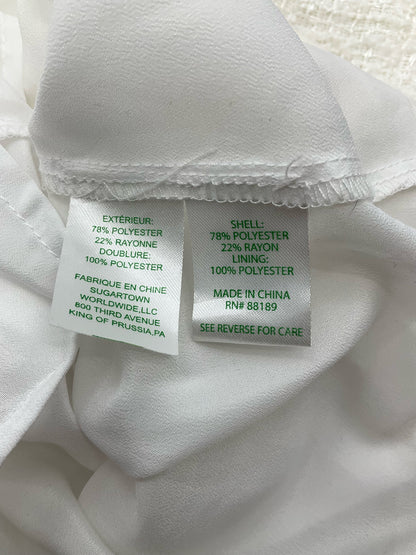 EXTÉRIEUR:
78% POLYESTER
22% RAYONNE
DOUBLURE:
100% POLYESTER
FABRIQUE EN CHINE
SUGARTOWN
WORLDWIDE,LLC
800 THIRD AVENUE
KING OF PRUSSIA,PA
SHELL:
78% POLYESTER
22% RAYON
LINING:
100% POLYESTER
MADE IN CHINA
RN# 88189
SEE REVERSE FOR CARE